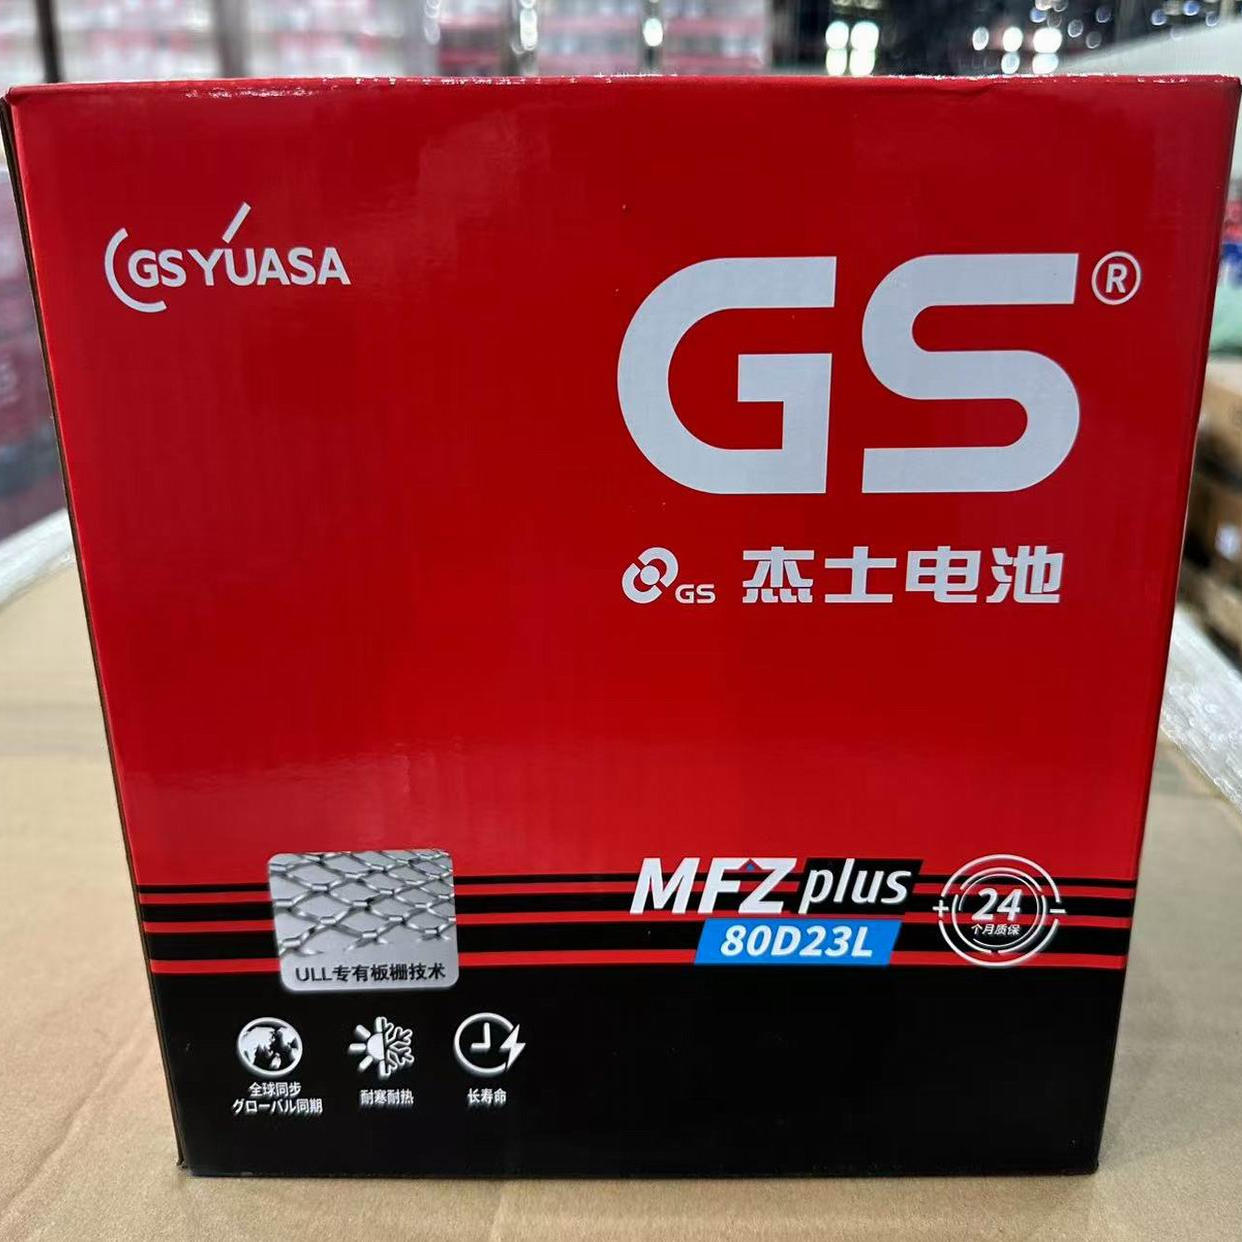 GS YUASA
GS®
GS 杰士电池
MFZ plus
80D23L
24
个月质保
ULL专有板栅技术
全球同步
グローバル同期
耐寒耐热
长寿命